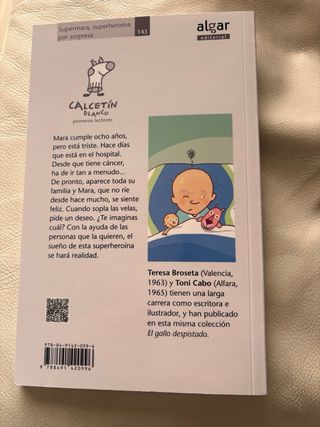 Supermara, superheroína
por sorpresa
143
algar
editorial
CALCETÍN
BLANCO
primeros lectores
Mara cumple ocho años,
pero está triste. Hace días
que está en el hospital.
Desde que tiene cáncer,
ha de ir tan a menudo...
De pronto, aparece toda su
familia y Mara, que no ríe
desde hace mucho, se siente
feliz. Cuando sopla las velas,
pide un deseo. ¿Te imaginas
cuál? Con la ayuda de las
personas que la quieren, el
sueño de esta superheroína
se hará realidad.
Teresa Broseta (Valencia,
1963) y Toni Cabo (Alfara,
1965) tienen una larga
carrera como escritora e
ilustrador, y han publicado
en esta misma colección
El gallo despistado.
978-84-9142-099-6
9 788491 420996